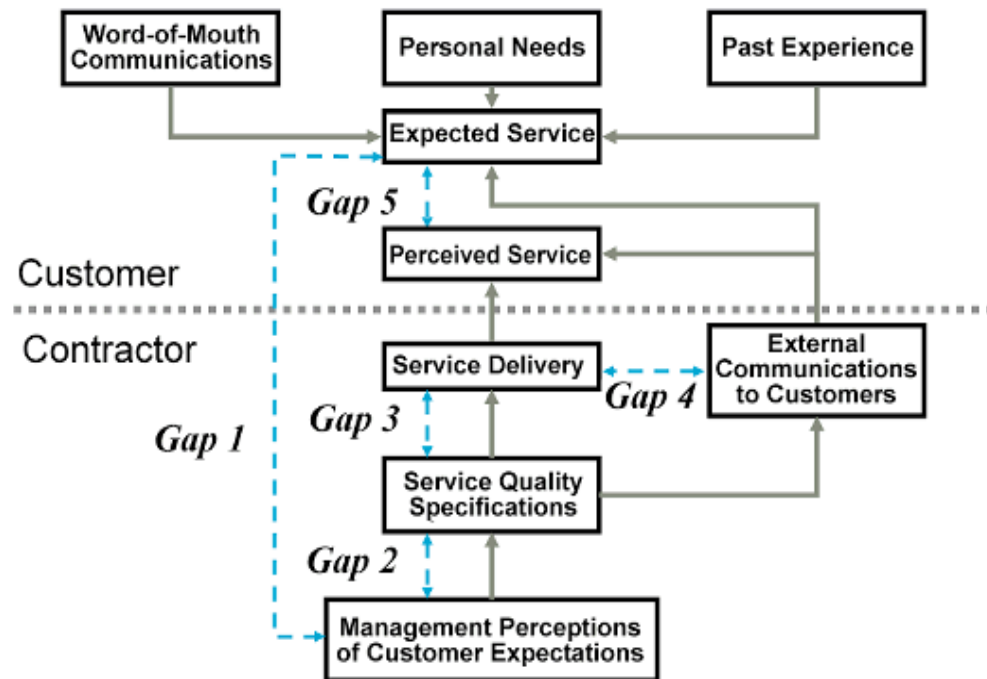 Word-of-Mouth
Communications
Personal Needs
Past Experience
Expected Service
Gap 5
Perceived Service
Customer
Contractor
Service Delivery
External
Communications
to Customers
Gap 4
Gap 3
Gap 1
Service Quality
Specifications
Gap 2
Management Perceptions
of Customer Expectations